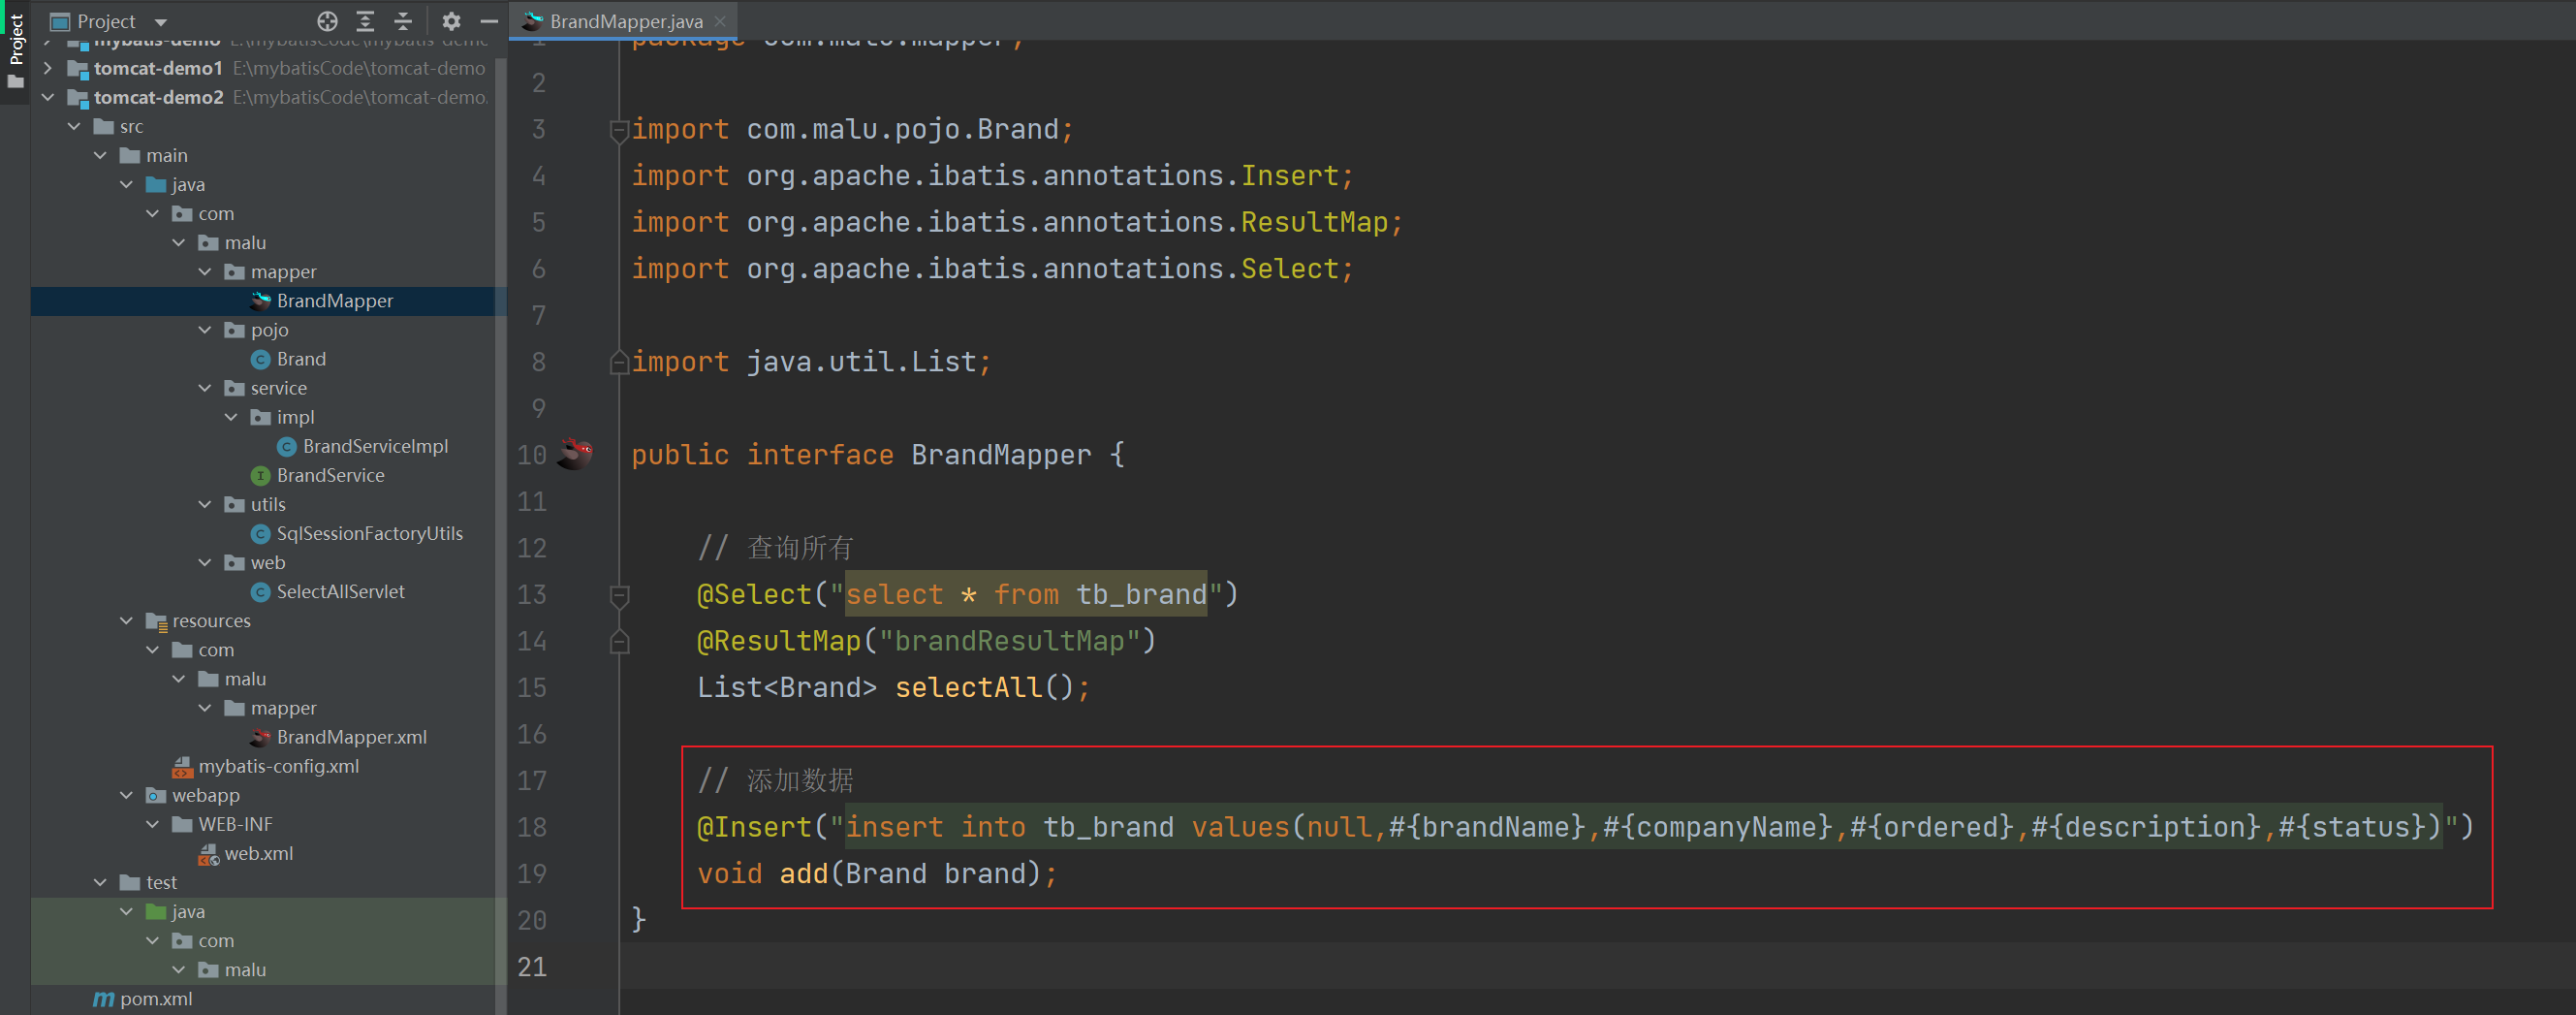 Project
Project
BrandMapper.java
mybatis-demo E:\mybatisCode\mybatis-demo
tomcat-demo1 E:\mybatisCode\tomcat-demo
tomcat-demo2 E:\mybatisCode\tomcat-demo.
src
main
java
com
malu
mapper
BrandMapper
pojo
Brand
service
impl
BrandServiceImpl
BrandService
utils
SqlSessionFactoryUtils
web
SelectAllServlet
resources
com
malu
mapper
BrandMapper.xml
mybatis-config.xml
webapp
WEB-INF
web.xml
test
java
com
malu
pom.xml
1 package com.malu.mapper;
2
3 import com.malu.pojo.Brand;
4 import org.apache.ibatis.annotations.Insert;
5 import org.apache.ibatis.annotations.ResultMap;
6 import org.apache.ibatis.annotations.Select;
7
8 import java.util.List;
9
10 public interface BrandMapper {
11
12 // 查询所有
13 @Select("select * from tb_brand")
14 @ResultMap("brandResultMap")
15 List<Brand> selectAll();
16
17 // 添加数据
18 @Insert("insert into tb_brand values(null,#{brandName},#{companyName},#{ordered},#{description},#{status})")
19 void add(Brand brand);
20 }
21